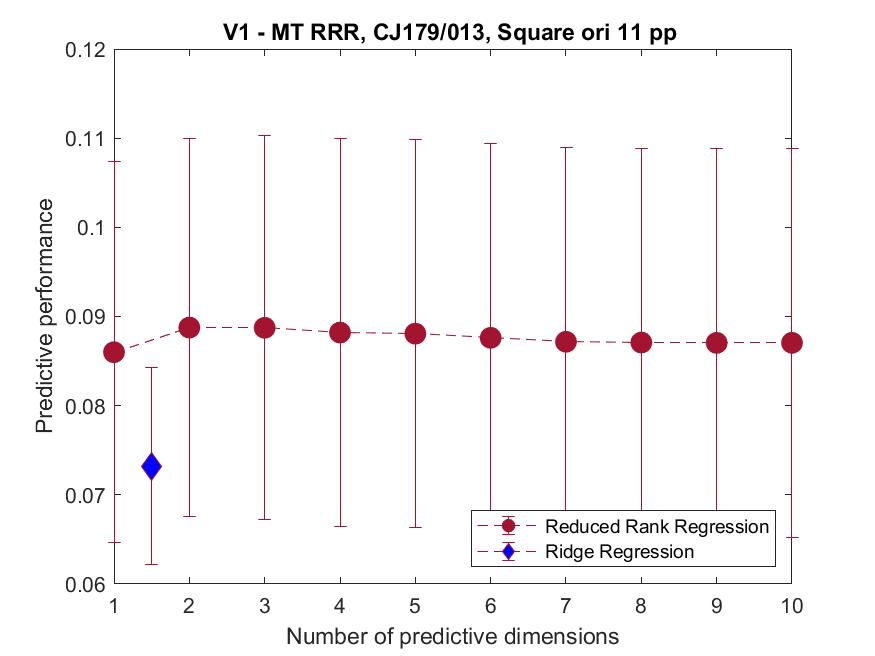 V1 - MT RRR, CJ179/013, Square ori 11 pp
0.12
0.11
0.1
0.09
0.08
0.07
0.06
Predictive performance
Reduced Rank Regression
Ridge Regression
1 2 3 4 5 6 7 8 9 10
Number of predictive dimensions